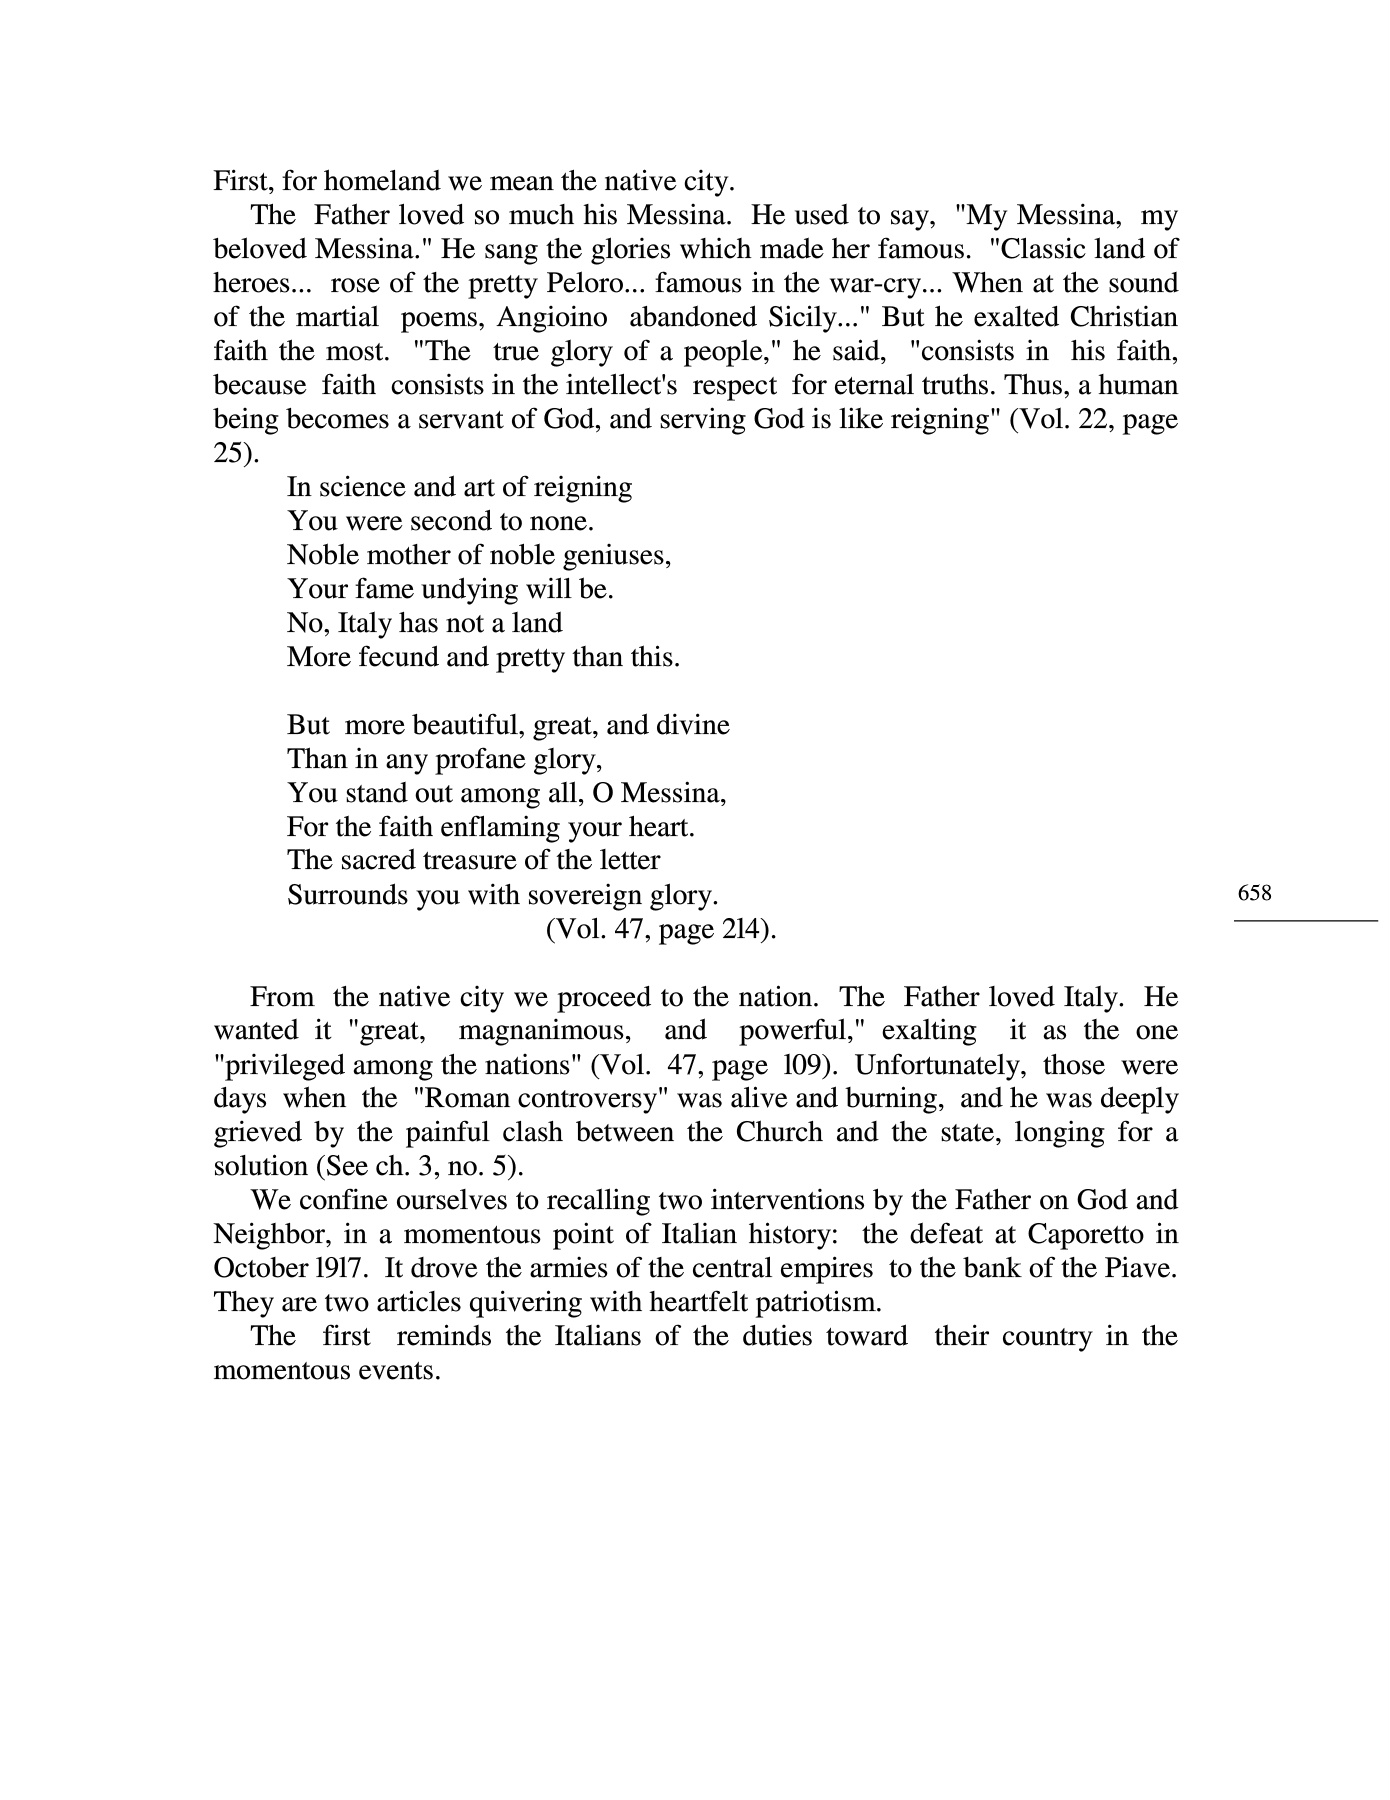 First, for homeland we mean the native city.
The Father loved so much his Messina. He used to say, "My Messina, my
beloved Messina." He sang the glories which made her famous. "Classic land of
heroes... rose of the pretty Peloro... famous in the war-cry... When at the sound
of the martial poems, Angioino abandoned Sicily..." But he exalted Christian
faith the most. "The true glory of a people," he said, "consists in his faith,
because faith consists in the intellect's respect for eternal truths. Thus, a human
being becomes a servant of God, and serving God is like reigning" (Vol. 22, page
25).
In science and art of reigning
You were second to none.
Noble mother of noble geniuses,
Your fame undying will be.
No, Italy has not a land
More fecund and pretty than this.
But more beautiful, great, and divine
Than in any profane glory,
You stand out among all, O Messina,
For the faith enflaming your heart.
The sacred treasure of the letter
Surrounds you with sovereign glory.
658
(Vol. 47, page 2l4).
From the native city we proceed to the nation. The Father loved Italy. He
wanted it "great, magnanimous, and powerful," exalting it as the one
"privileged among the nations" (Vol. 47, page l09). Unfortunately, those were
days when the "Roman controversy" was alive and burning, and he was deeply
grieved by the painful clash between the Church and the state, longing for a
solution (See ch. 3, no. 5).
We confine ourselves to recalling two interventions by the Father on God and
Neighbor, in a momentous point of Italian history: the defeat at Caporetto in
October l9l7. It drove the armies of the central empires to the bank of the Piave.
They are two articles quivering with heartfelt patriotism.
The first reminds the Italians of the duties toward their country in the
momentous events.